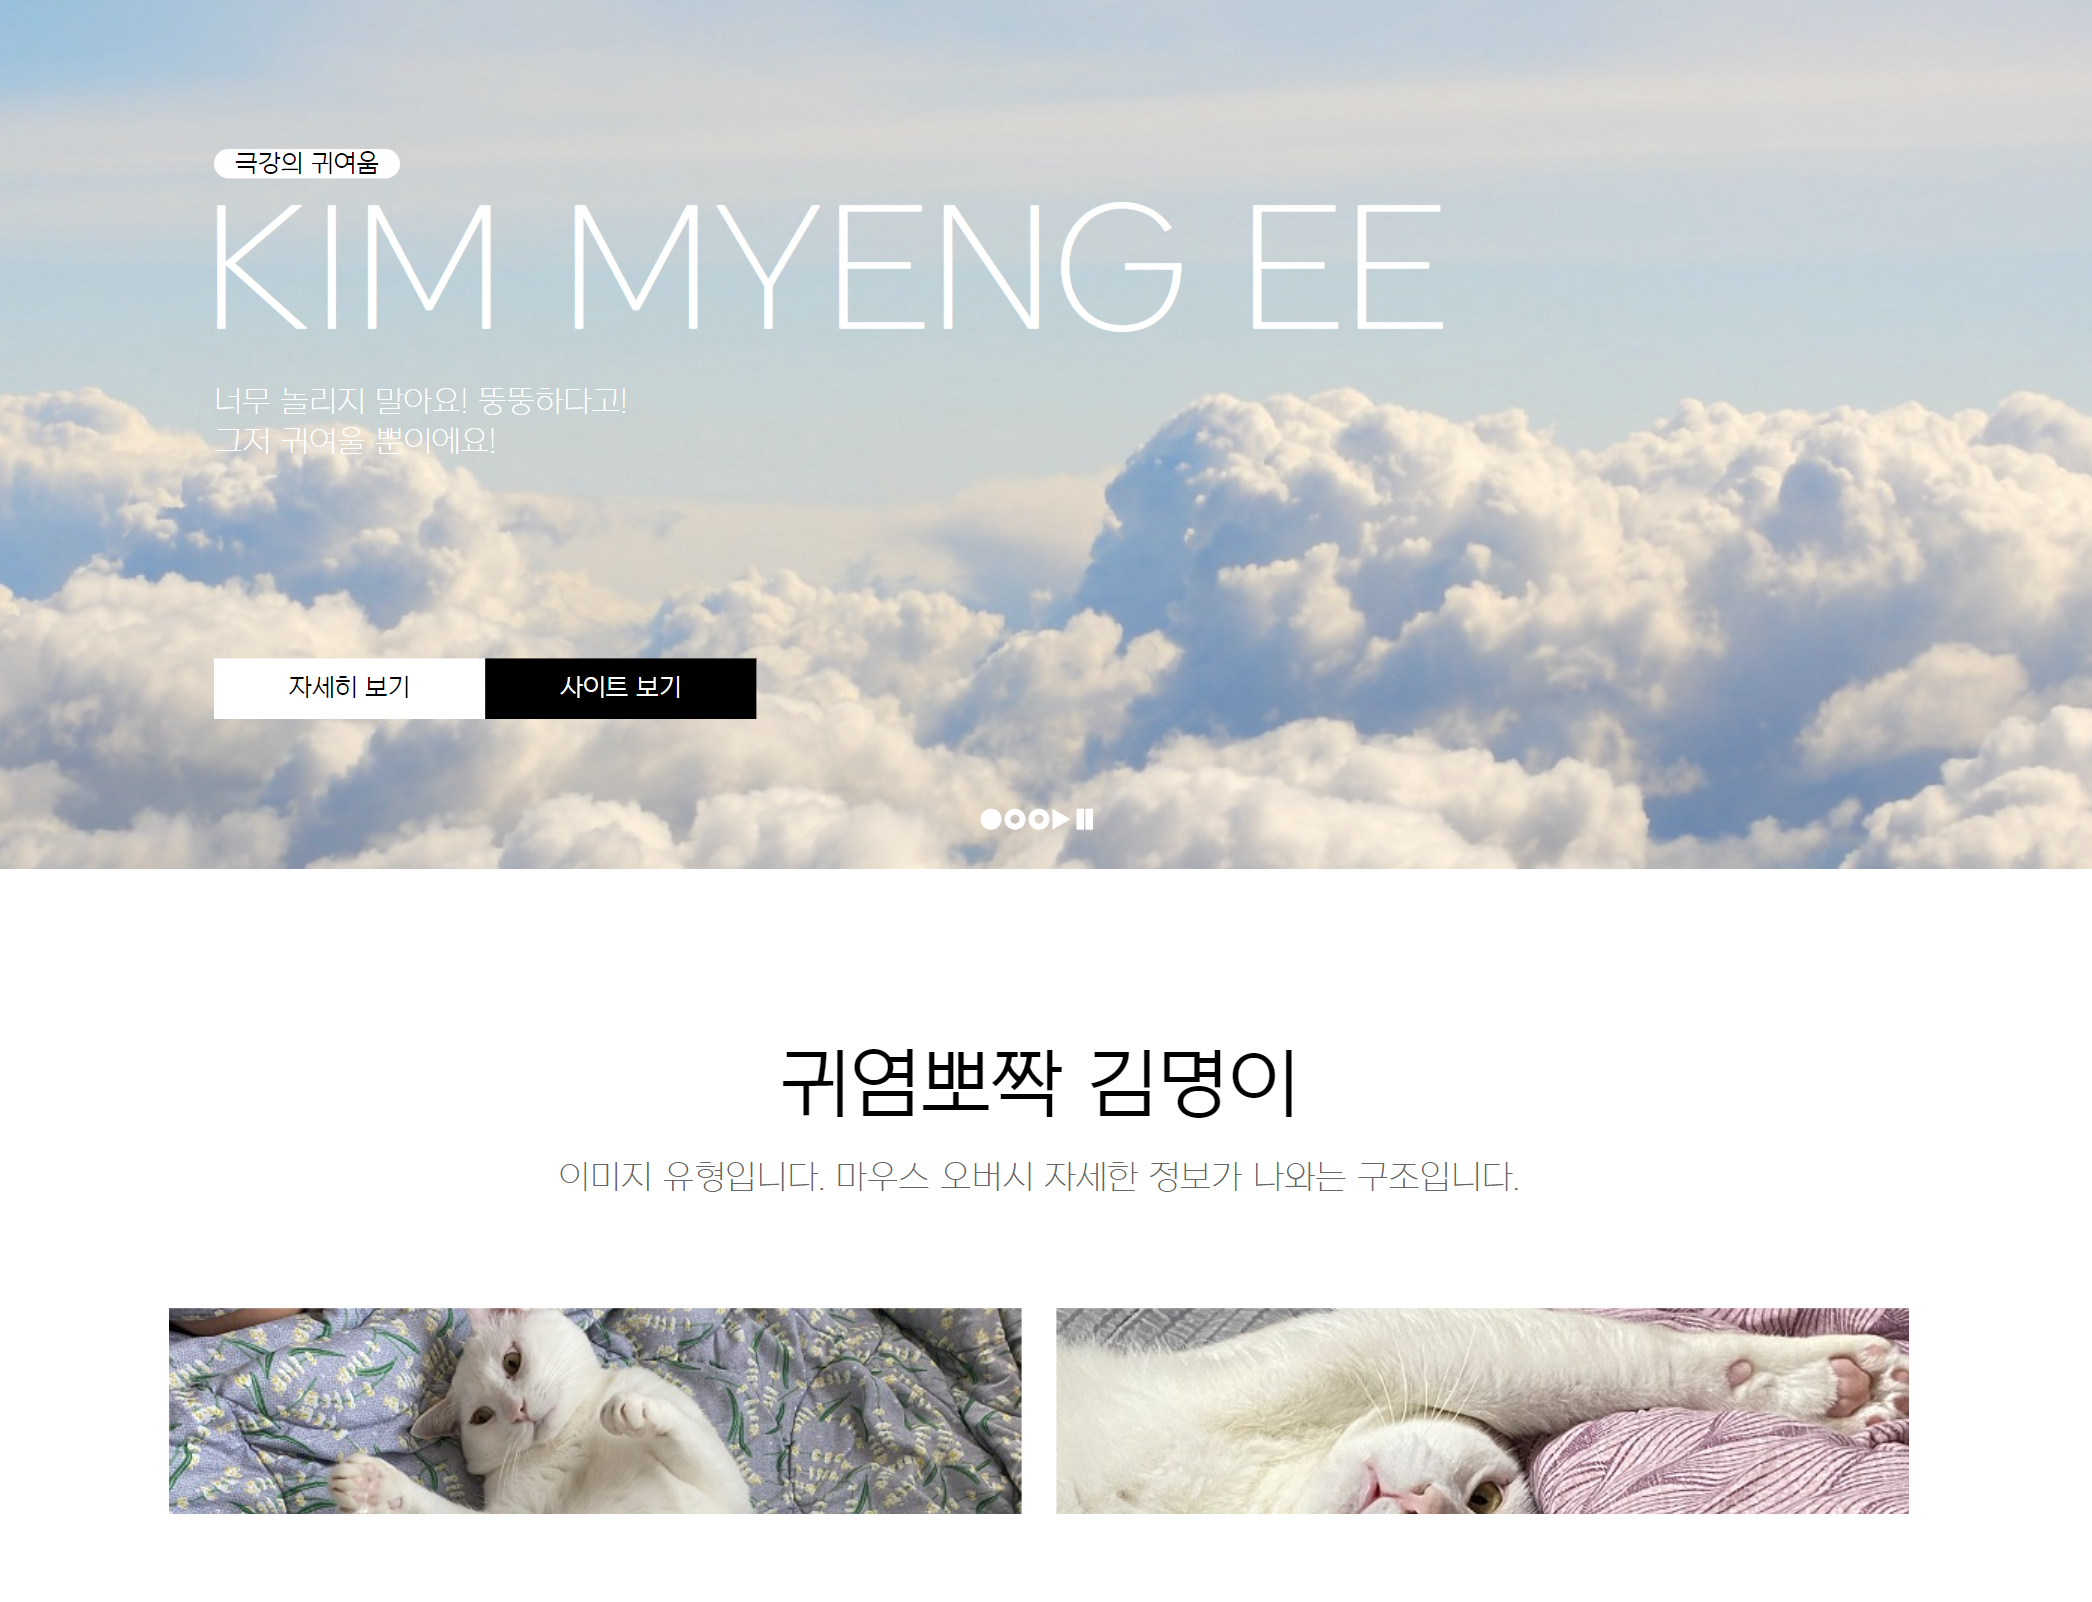 극강의 귀여움
KIM MYENG EE
너무 놀리지 말아요! 뚱뚱하다고!
그저 귀여울 뿐이에요!
자세히 보기
사이트 보기
귀염뽀짝 김명이
이미지 유형입니다. 마우스 오버시 자세한 정보가 나와는 구조입니다.